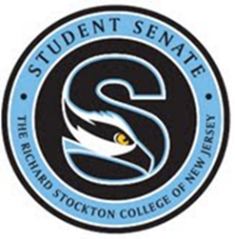 STUDENT SENATE
S
THE RICHARD STOCKTON COLLEGE OF NEW JERSEY